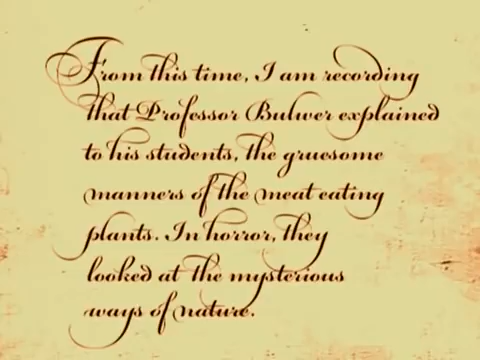 From this time, I am recording
that Professor Bulwer explained
to his students, the gruesome
manners of the meat eating
plants. In horror, they
looked at the mysterious
ways of nature.